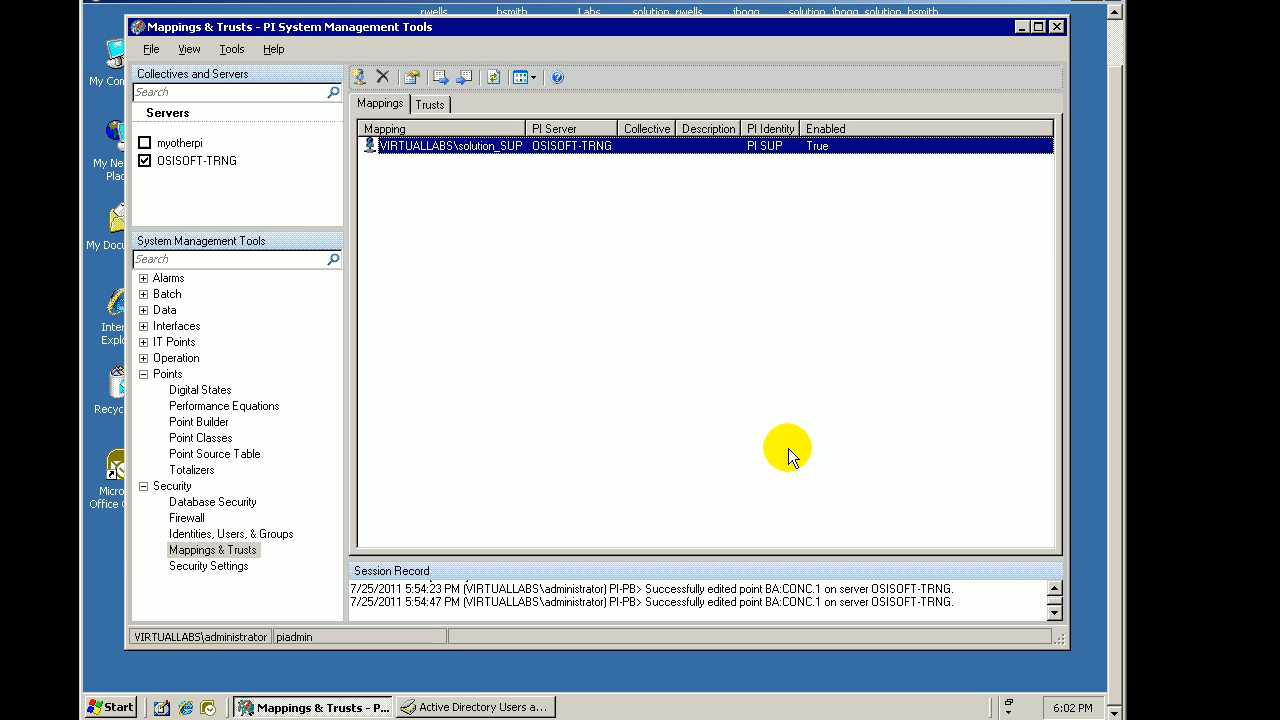 rwells bsmith Labs solution_rwells jhogg solution_jhogg solution_bsmith
Mappings & Trusts - PI System Management Tools
File View Tools Help
Collectives and Servers
Search
Servers
myotherpi
OSISOFT-TRNG
System Management Tools
Search
Alarms
Batch
Data
Interfaces
IT Points
Operation
Points
Digital States
Performance Equations
Point Builder
Point Classes
Point Source Table
Totalizers
Security
Database Security
Firewall
Identities, Users, & Groups
Mappings & Trusts
Security Settings
Mappings Trusts
Mapping PI Server Collective Description PI Identity Enabled
VIRTUALLABS\solution_SUP OSISOFT-TRNG PI SUP True
Session Record
7/25/2011 5:54:23 PM (VIRTUALLABS\administrator) PI-PB> Successfully edited point BA:CONC.1 on server OSISOFT-TRNG.
7/25/2011 5:54:47 PM (VIRTUALLABS\administrator) PI-PB> Successfully edited point BA:CONC.1 on server OSISOFT-TRNG.
VIRTUALLABS\administrator piadmin
My Con
My Ne
Plac
My Docu
Inter
Explo
Recyc
Micro
Office
Start Mappings & Trusts - P... Active Directory Users a... 6:02 PM